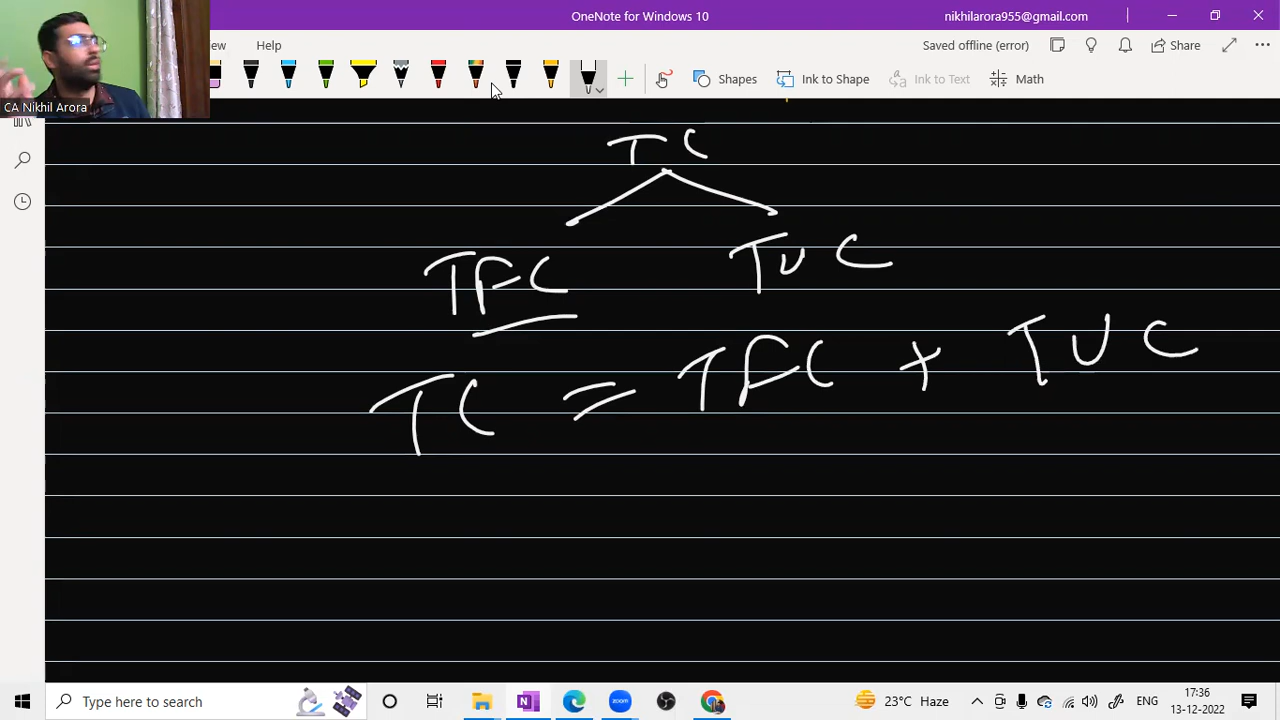 OneNote for Windows 10
nikhilarora955@gmail.com
Help
Saved offline (error)
Share
Shapes
Ink to Shape
Ink to Text
Math
CA Nikhil Arora
TC
TFC TVC
TC = TFC + TVC
Type here to search
23°C Haze
17:36
13-12-2022